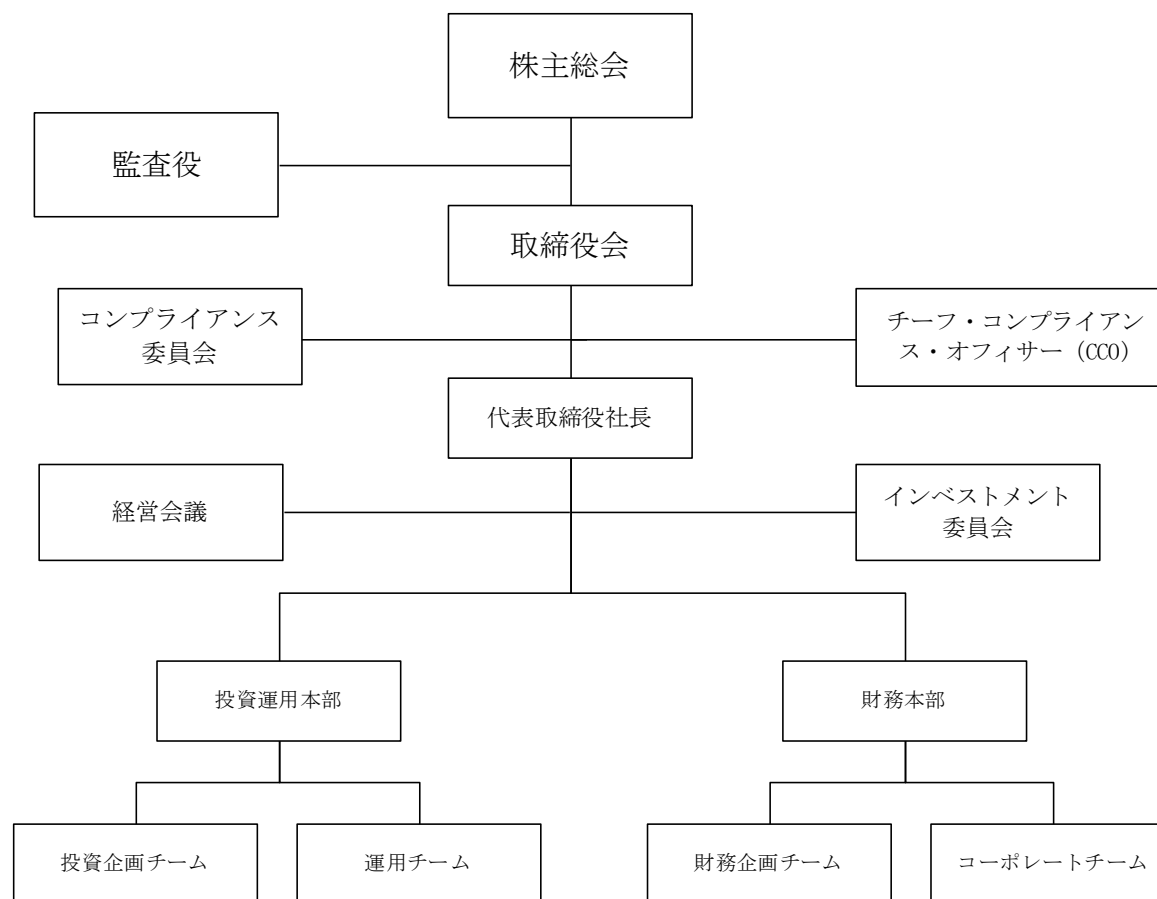 株主総会
監査役
取締役会
コンプライアンス
委員会
チーフ・コンプライアン
ス・オフィサー（CCO）
代表取締役社長
経営会議
インベストメント
委員会
投資運用本部
財務本部
投資企画チーム
運用チーム
財務企画チーム
コーポレートチーム